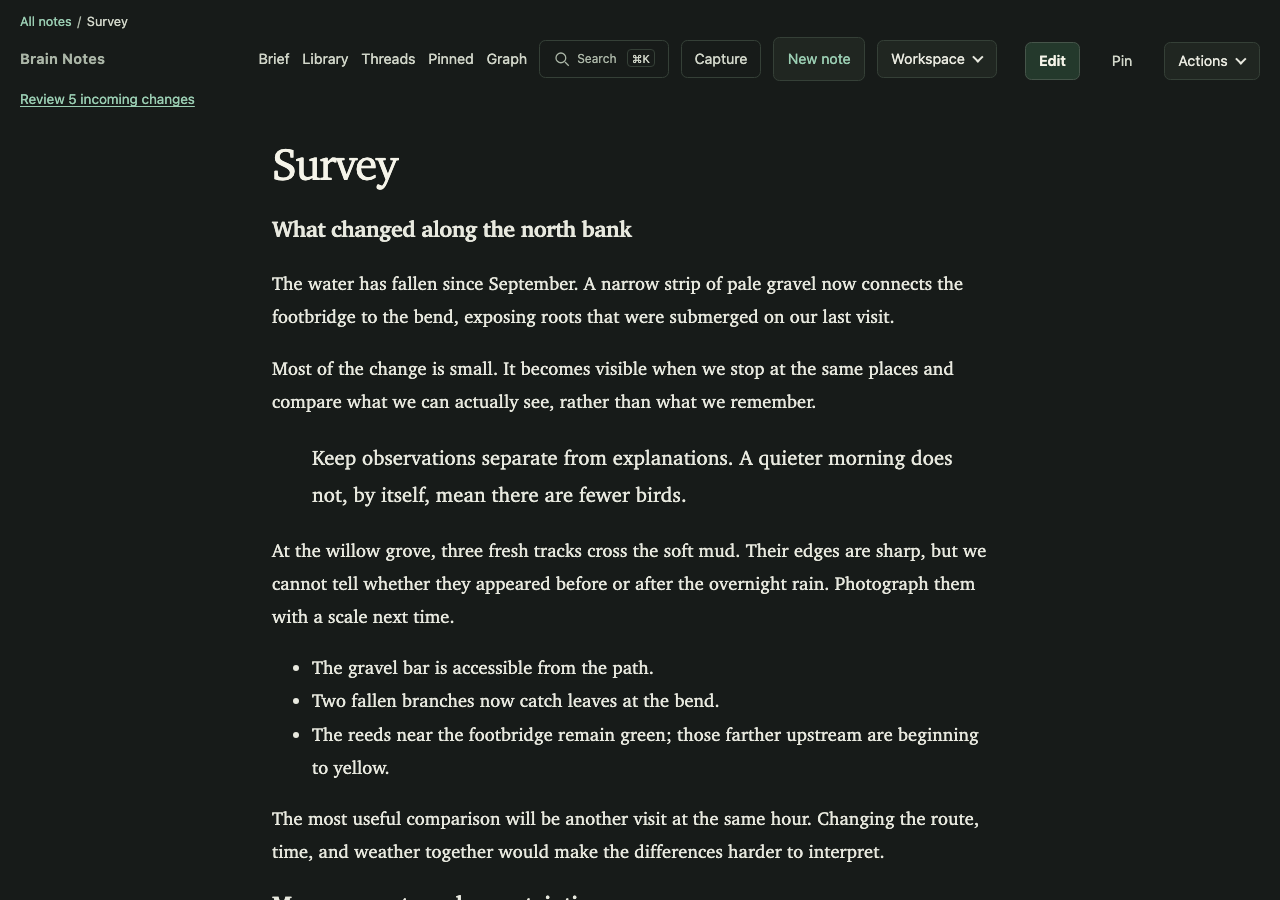 All notes / Survey
Brain Notes
Brief Library Threads Pinned Graph Search ⌘K Capture New note Workspace Edit Pin Actions
Review 5 incoming changes
Survey
What changed along the north bank
The water has fallen since September. A narrow strip of pale gravel now connects the
footbridge to the bend, exposing roots that were submerged on our last visit.
Most of the change is small. It becomes visible when we stop at the same places and
compare what we can actually see, rather than what we remember.
Keep observations separate from explanations. A quieter morning does
not, by itself, mean there are fewer birds.
At the willow grove, three fresh tracks cross the soft mud. Their edges are sharp, but we
cannot tell whether they appeared before or after the overnight rain. Photograph them
with a scale next time.
• The gravel bar is accessible from the path.
• Two fallen branches now catch leaves at the bend.
• The reeds near the footbridge remain green; those farther upstream are beginning
to yellow.
The most useful comparison will be another visit at the same hour. Changing the route,
time, and weather together would make the differences harder to interpret.